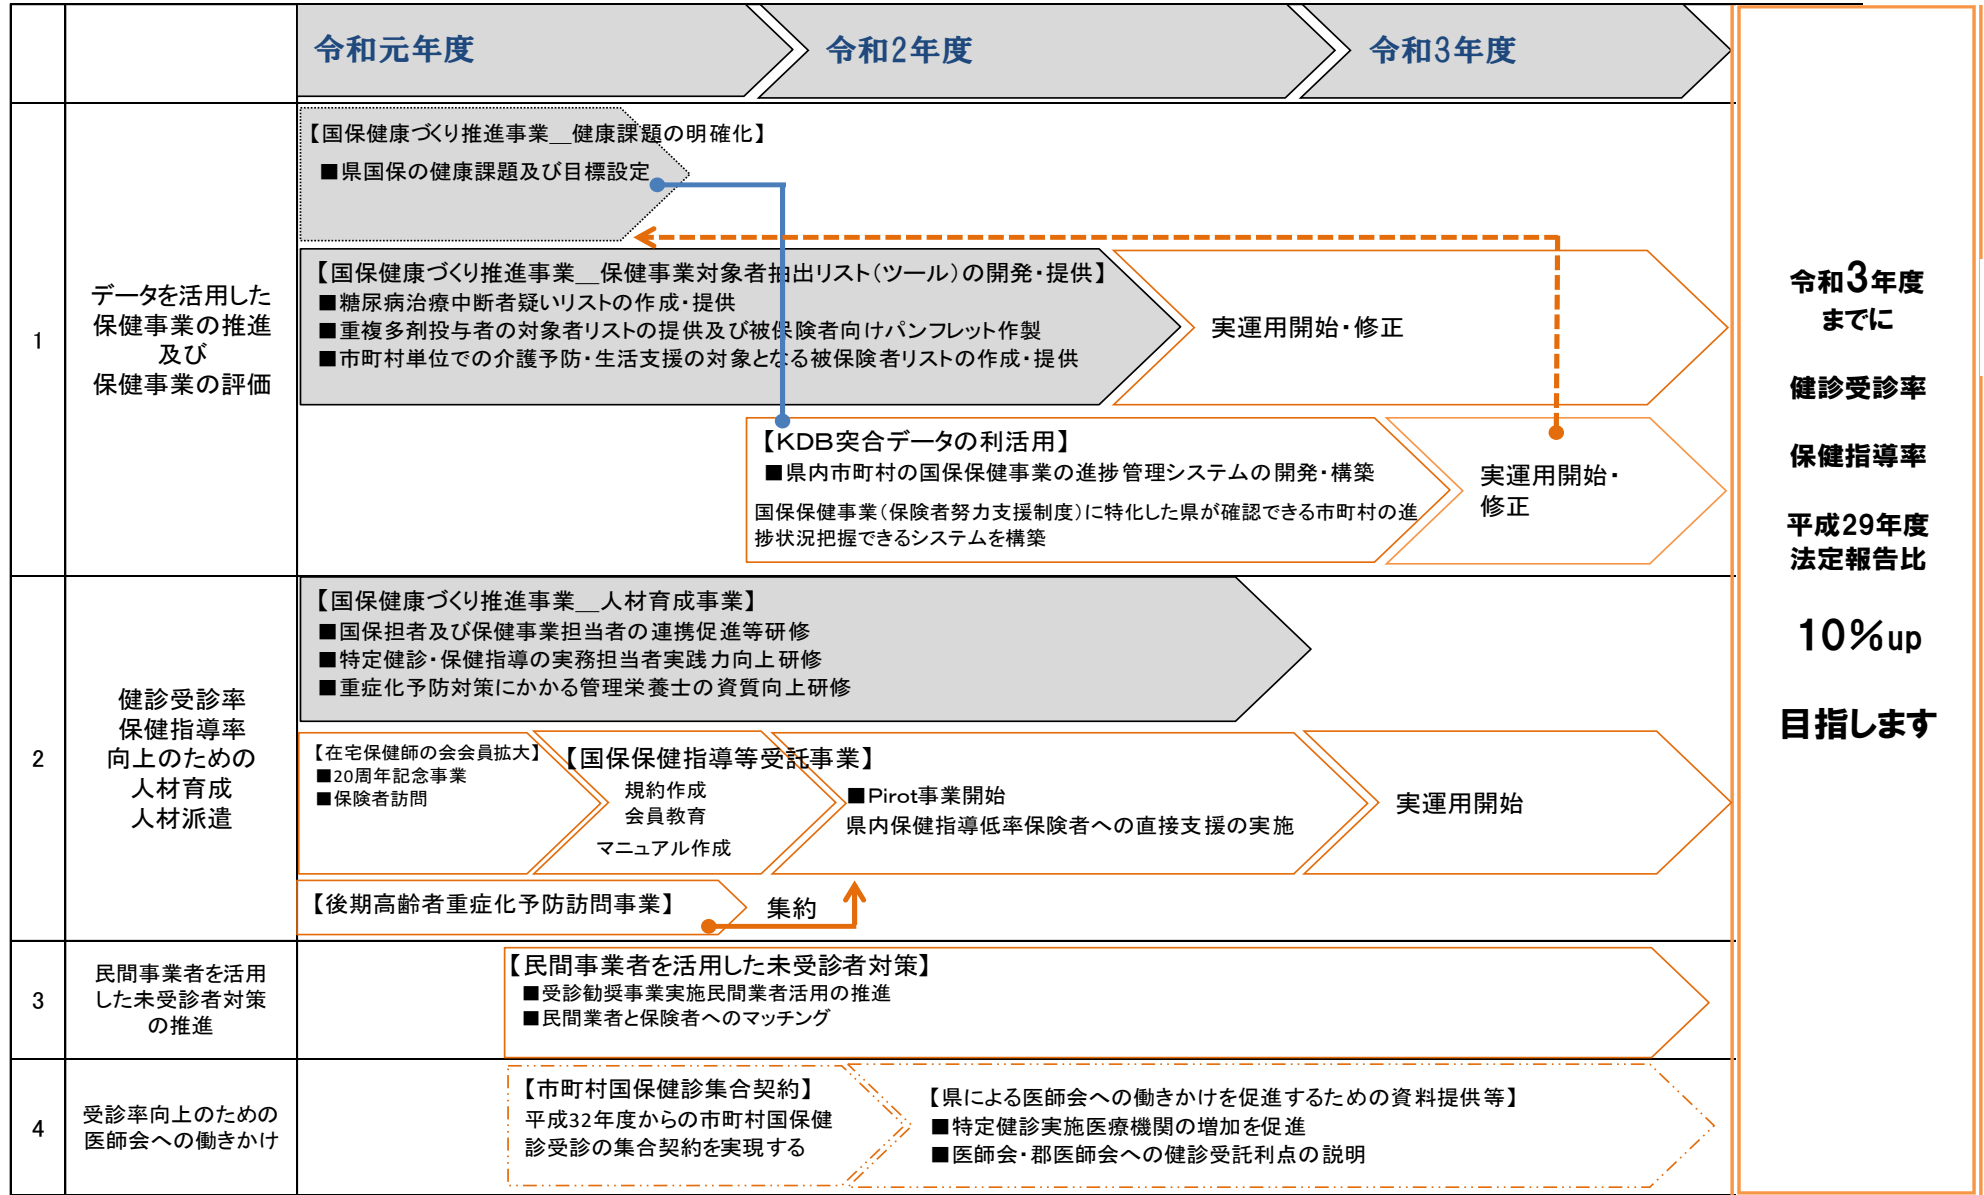 令和元年度
令和2年度
令和3年度
1
データを活用した
保健事業の推進
及び
保健事業の評価
【国保健康づくり推進事業__健康課題の明確化】
■県国保の健康課題及び目標設定
【国保健康づくり推進事業__保健事業対象者抽出リスト(ツール)の開発・提供】
■糖尿病治療中断者疑いリストの作成・提供
■重複多剤投与者の対象者リストの提供及び被保険者向けパンフレット作製
■市町村単位での介護予防・生活支援の対象となる被保険者リストの作成・提供
実運用開始・修正
【KDB突合データの利活用】
■県内市町村の国保保健事業の進捗管理システムの開発・構築
国保保健事業(保険者努力支援制度)に特化した県が確認できる市町村の進
捗状況把握できるシステムを構築
実運用開始・
修正
2
健診受診率
保健指導率
向上のための
人材育成
人材派遣
【国保健康づくり推進事業__人材育成事業】
■国保担者及び保健事業担当者の連携促進等研修
■特定健診・保健指導の実務担当者実践力向上研修
■重症化予防対策にかかる管理栄養士の資質向上研修
【在宅保健師の会会員拡大】
■20周年記念事業
■保険者訪問
【国保保健指導等受託事業】
規約作成
会員教育
マニュアル作成
■Pirot事業開始
県内保健指導低率保険者への直接支援の実施
実運用開始
【後期高齢者重症化予防訪問事業】
集約
3
民間事業者を活用
した未受診者対策
の推進
【民間事業者を活用した未受診者対策】
■受診勧奨事業実施民間業者活用の推進
■民間業者と保険者へのマッチング
4
受診率向上のための
医師会への働きかけ
【市町村国保健診集合契約】
平成32年度からの市町村国保健
診受診の集合契約を実現する
【県による医師会への働きかけを促進するための資料提供等】
■特定健診実施医療機関の増加を促進
■医師会・郡医師会への健診受託利点の説明
令和3年度
までに
健診受診率
保健指導率
平成29年度
法定報告比
10%up
目指します